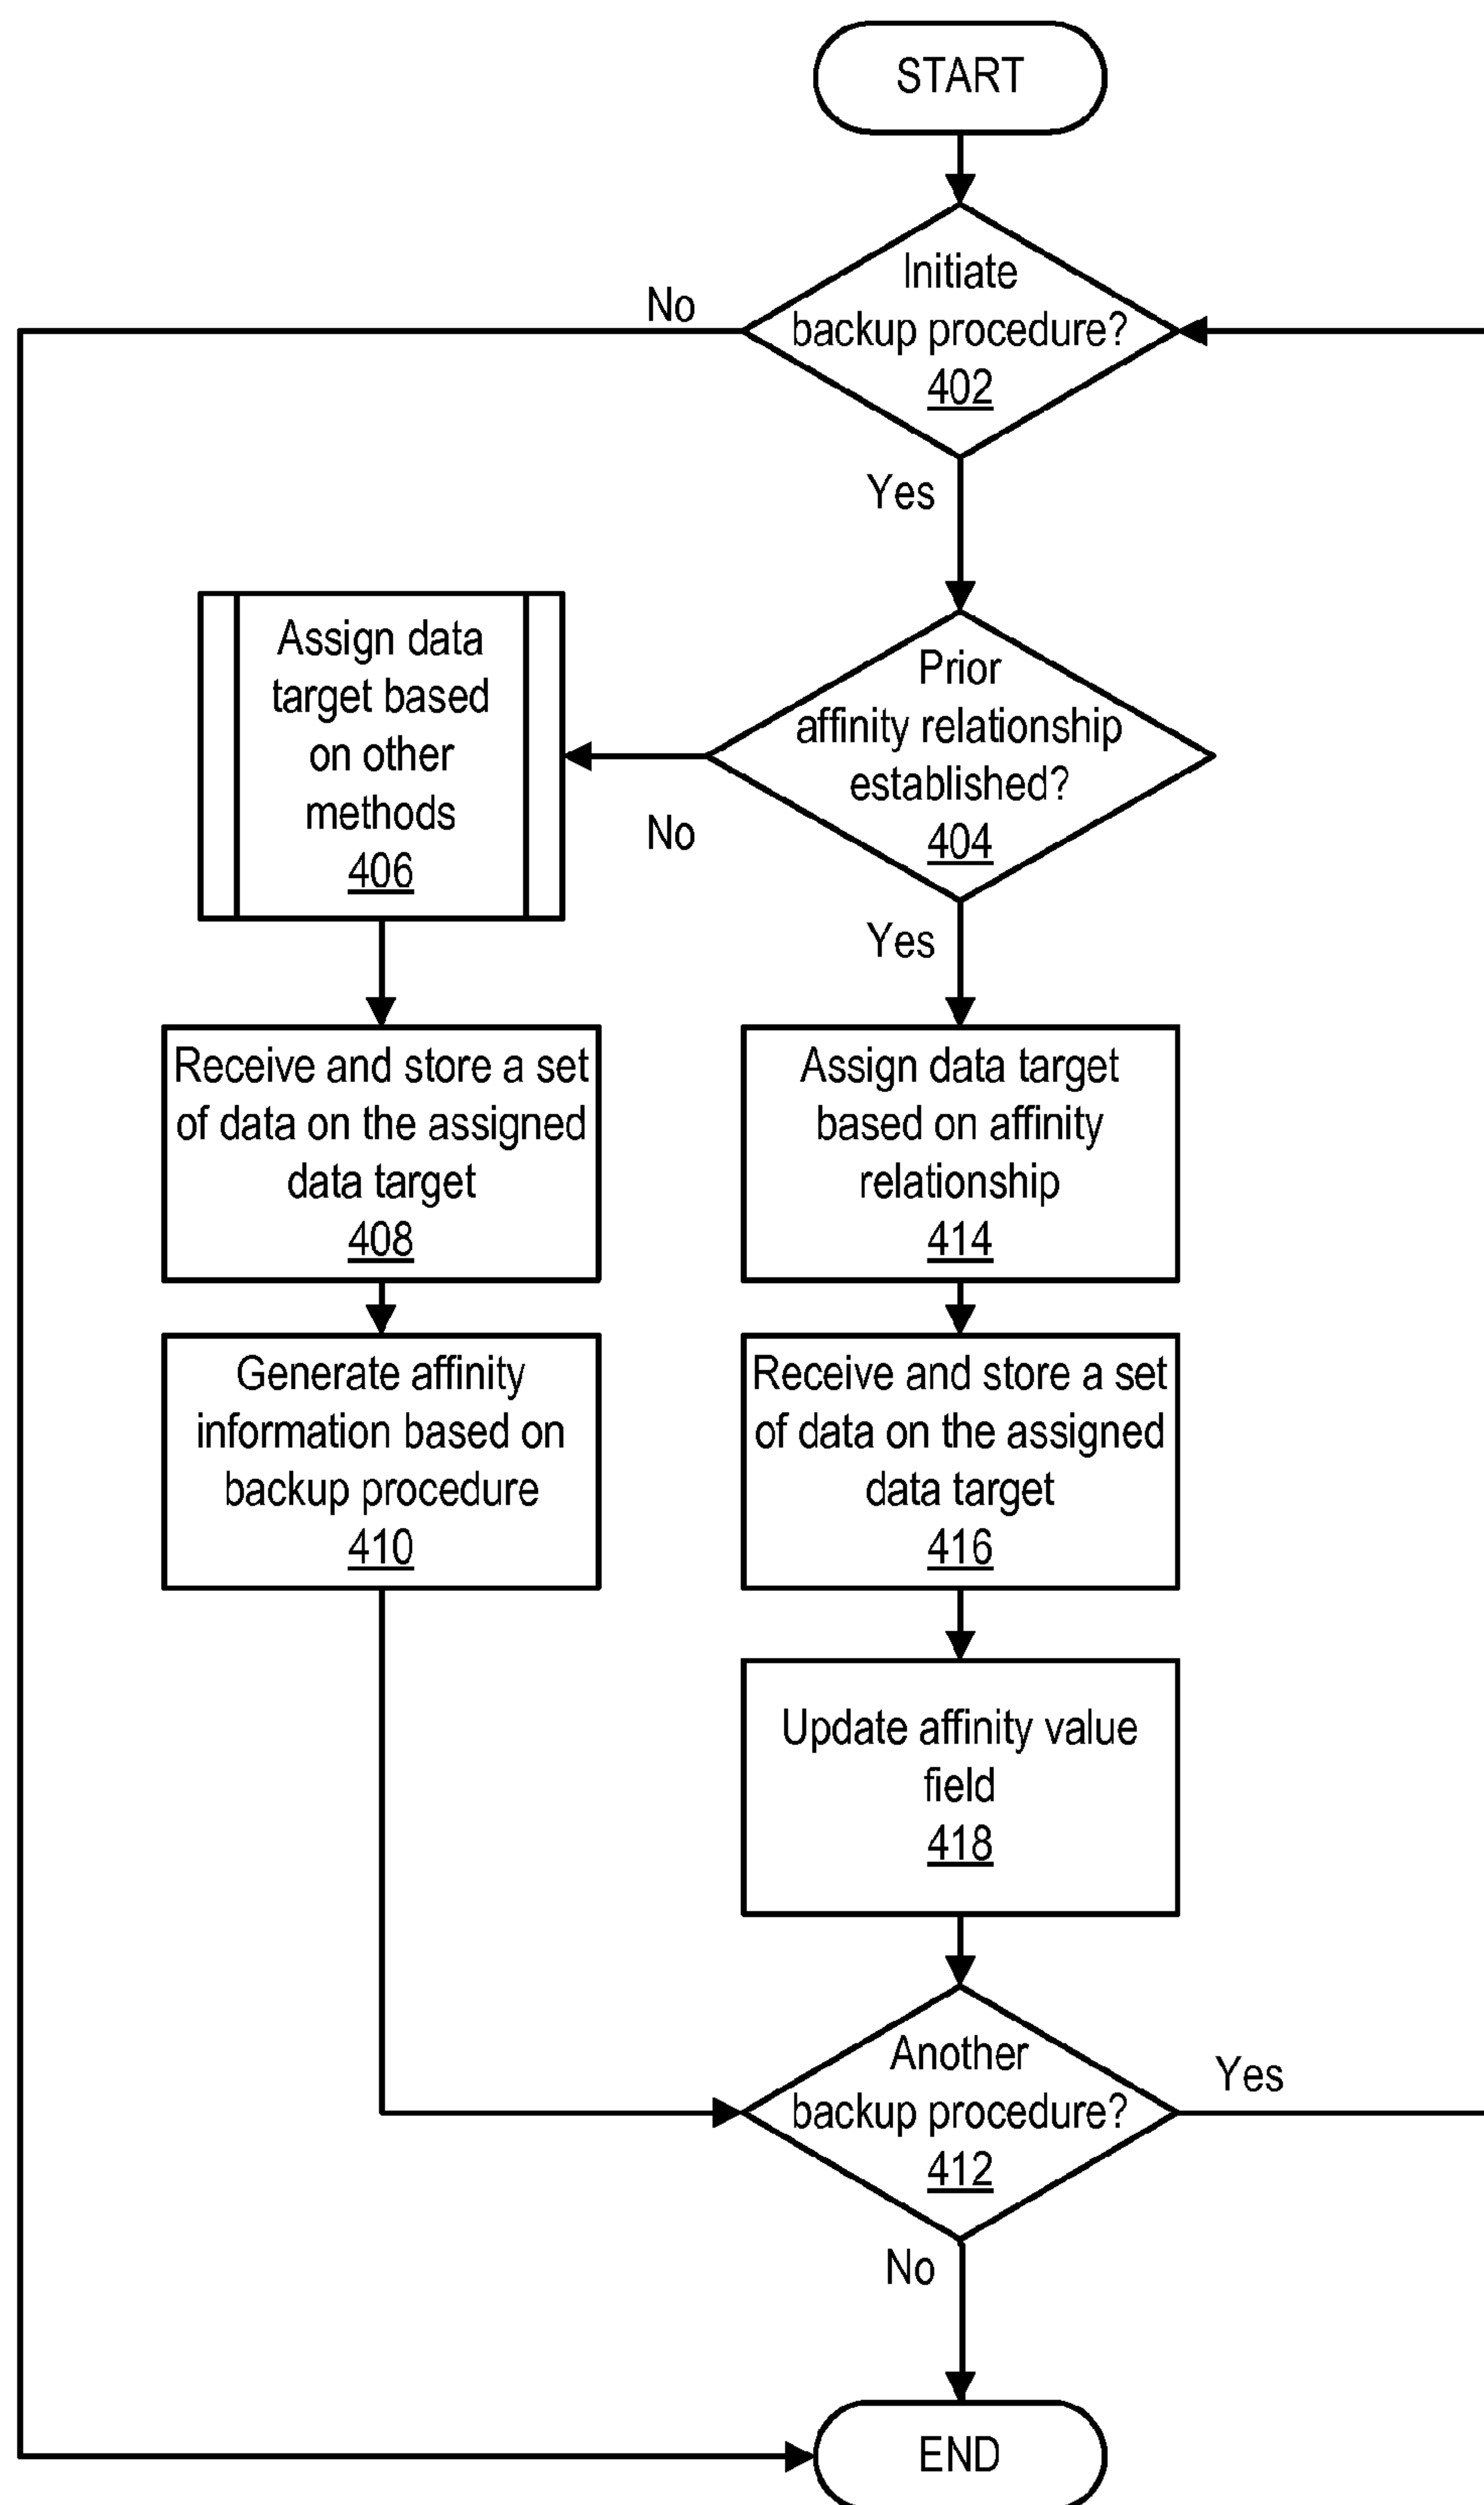 START
Initiate
backup procedure?
402
No
Yes
Prior
affinity relationship
established?
404
No
Yes
Assign data
target based
on other
methods
406
Receive and store a set
of data on the assigned
data target
408
Generate affinity
information based on
backup procedure
410
Assign data target
based on affinity
relationship
414
Receive and store a set
of data on the assigned
data target
416
Update affinity value
field
418
Another
backup procedure?
412
Yes
No
END